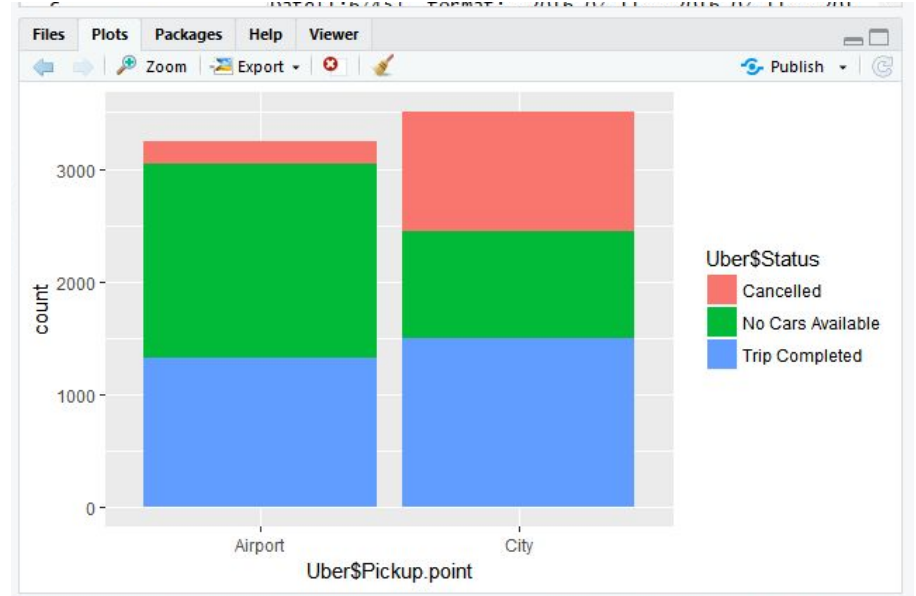 Files Plots Packages Help Viewer
Zoom Export Publish
3000
2000
1000
0
count
Airport City
Uber$Pickup.point
Uber$Status
Cancelled
No Cars Available
Trip Completed